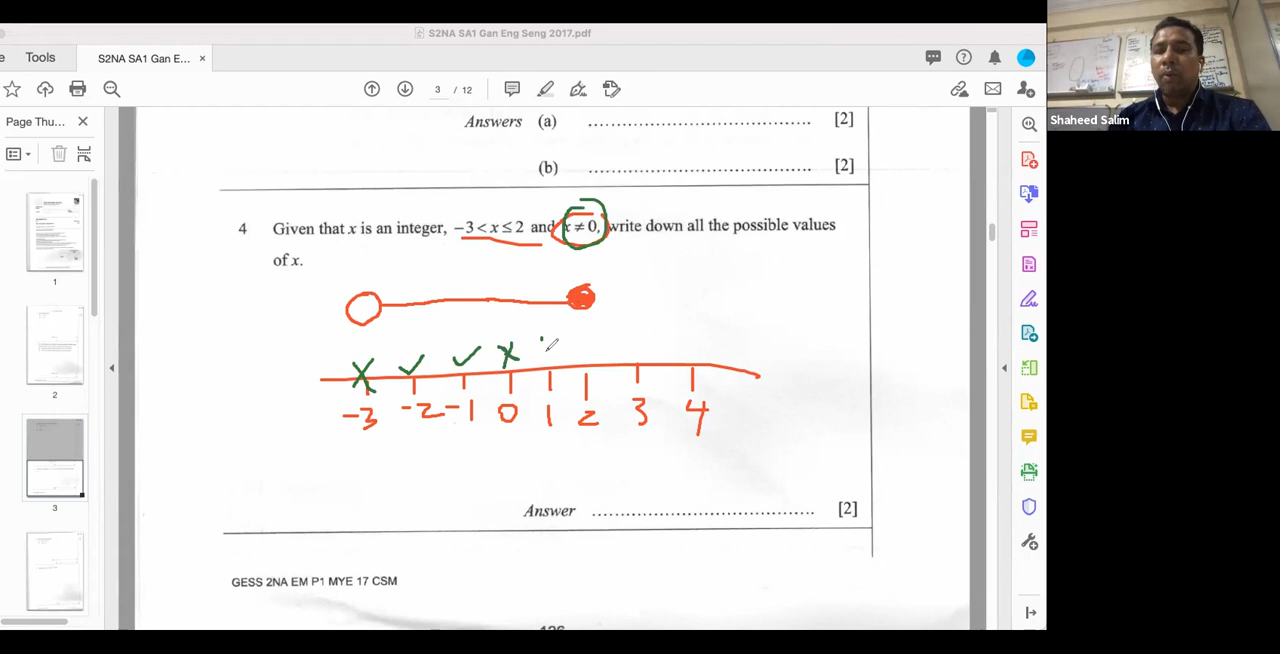 S2NA SA1 Gan Eng Seng 2017.pdf
e Tools S2NA SA1 Gan E... ×
3 / 12
Page Thu... ×
Shaheed Salim
Answers (a) ........................................ [2]
(b) ........................................ [2]
4 Given that x is an integer, −3 < x ≤ 2 and x ≠ 0, write down all the possible values
of x.
-3 -2 -1 0 1 2 3 4
Answer ........................................ [2]
GESS 2NA EM P1 MYE 17 CSM
1
2
3